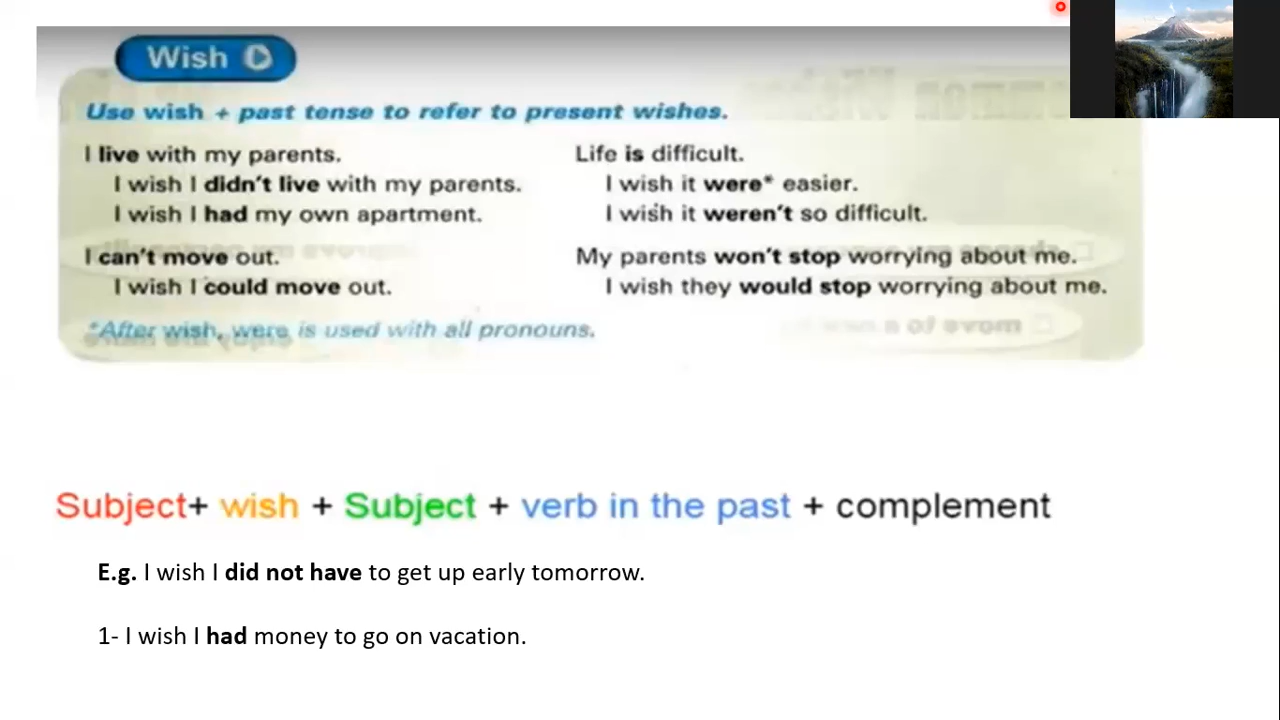 Wish
Use wish + past tense to refer to present wishes.
I live with my parents.
I wish I didn't live with my parents.
I wish I had my own apartment.
I can't move out.
I wish I could move out.
Life is difficult.
I wish it were* easier.
I wish it weren't so difficult.
My parents won't stop worrying about me.
I wish they would stop worrying about me.
*After wish, were is used with all pronouns.
Subject+ wish + Subject + verb in the past + complement
E.g. I wish I did not have to get up early tomorrow.
1- I wish I had money to go on vacation.